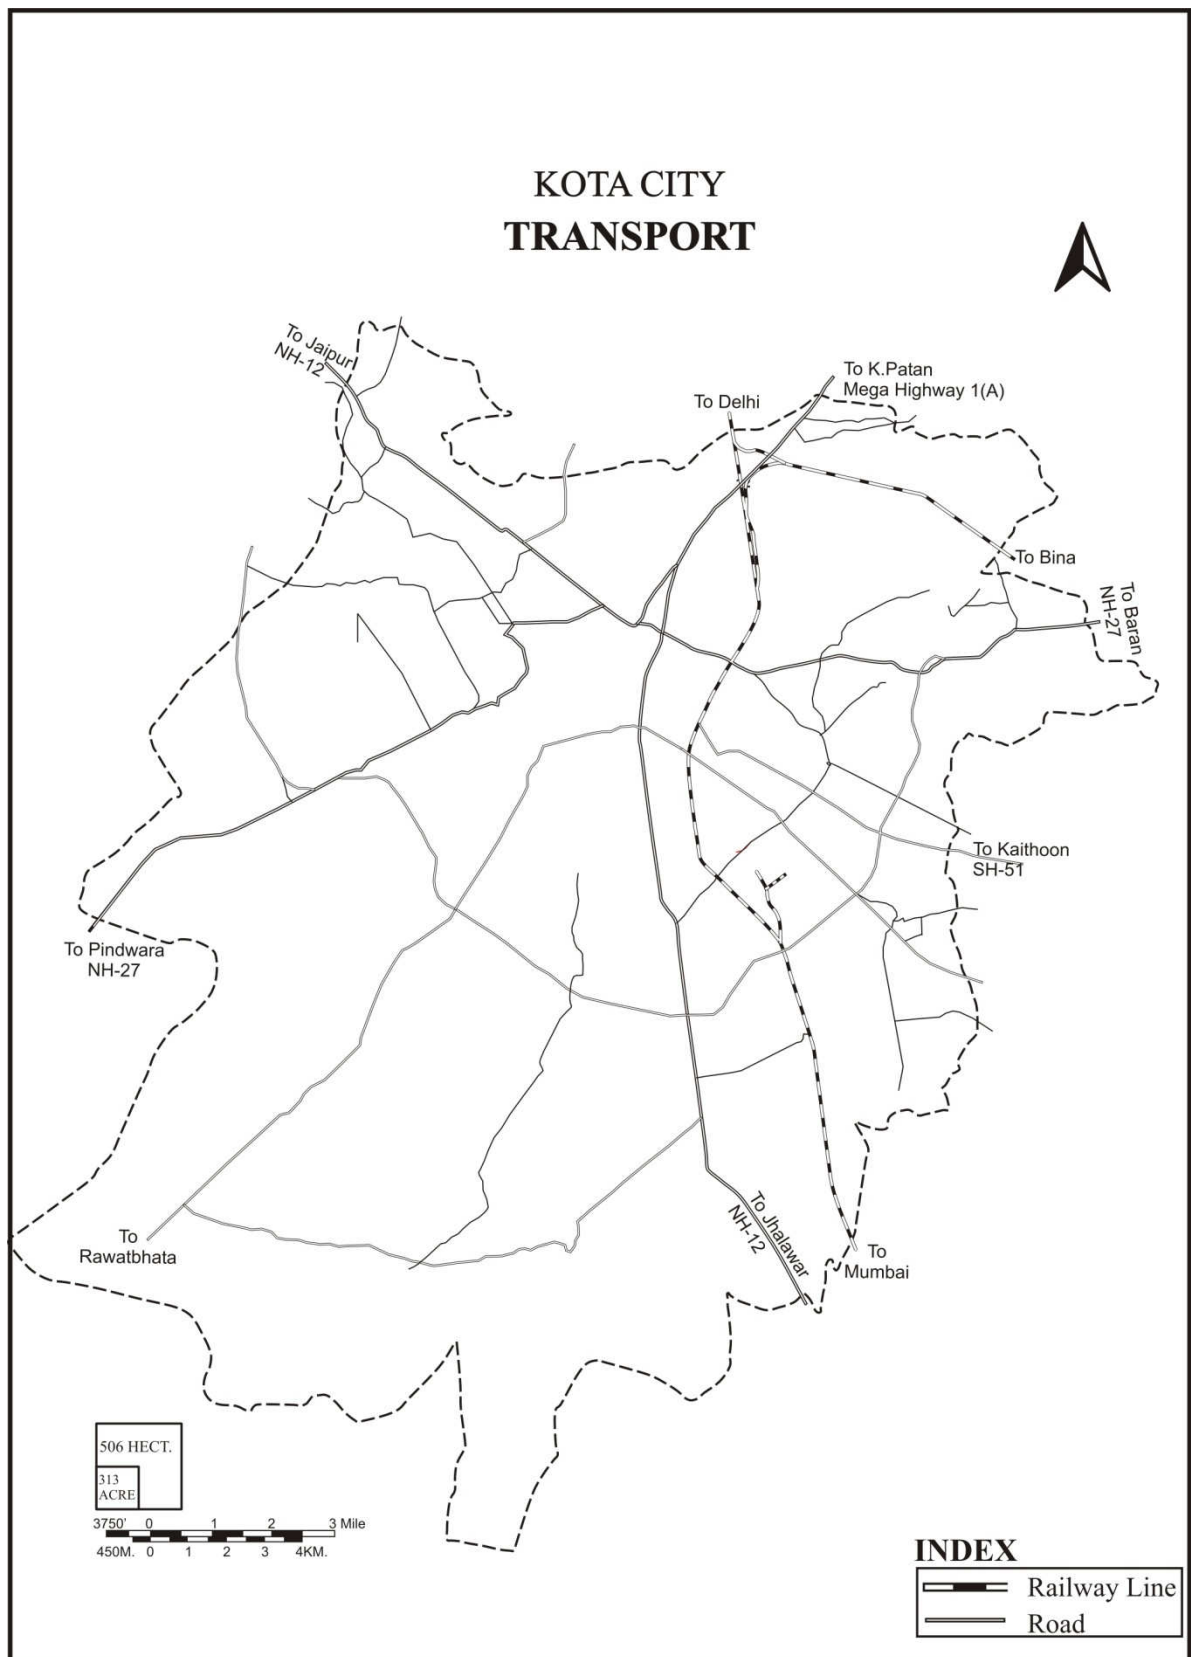 KOTA CITY
TRANSPORT
To Jaipur
NH-12
To K.Patan
Mega Highway 1(A)
To Delhi
To Bina
To Baran
NH-27
To Kaithoon
SH-51
To Pindwara
NH-27
To
Rawatbhata
To Jhalawar
NH-12
To
Mumbai
506 HECT.
313
ACRE
3750' 0 1 2 3 Mile
450M. 0 1 2 3 4KM.
INDEX
Railway Line
Road